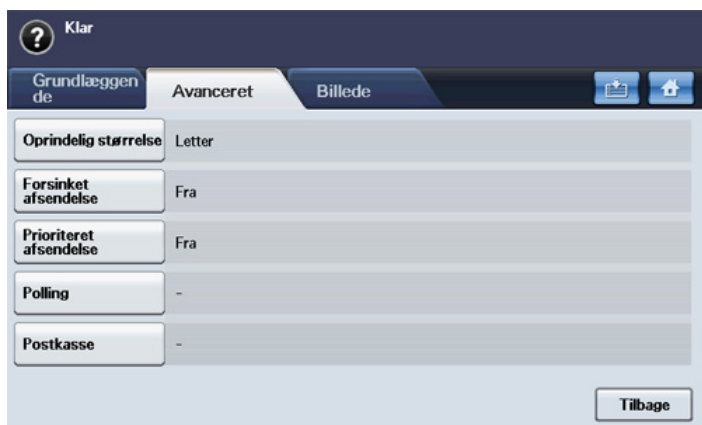 Klar
Grundlæggen
de
Avanceret
Billede
Oprindelig størrelse
Letter
Forsinket
afsendelse
Fra
Prioriteret
afsendelse
Fra
Polling
-
Postkasse
-
Tilbage